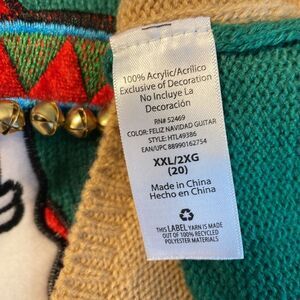 100% Acrylic/Acrílico
Exclusive of Decoration
No Incluye La
Decoración
RN# 52469
COLOR: FELIZ NAVIDAD GUITAR
STYLE: HTL49386
EAN/UPC 88990162754
XXL/2XG
(20)
Made in China
Hecho en China
THIS LABEL YARN IS MADE
OUT OF 100% RECYCLED
POLYESTER MATERIALS